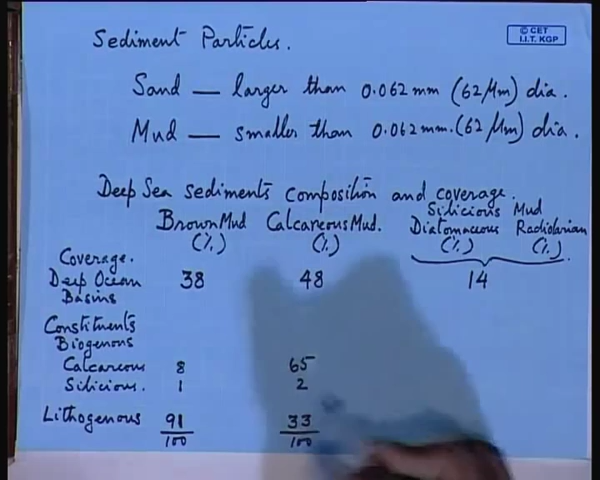 Sediment Particles.
© CET
I.I.T. KGP
Sand — larger than 0.062 mm (62 μm) dia.
Mud — smaller than 0.062 mm. (62 μm) dia.
Deep Sea sediments composition and coverage.
Silicious Mud
Brown Mud Calcareous Mud. Diatomaceous Radiolarian
(%) (%) (%) (%)
Coverage.
Deep Ocean 38 48 14
Basins
Constituents
Biogenous
Calcareous 8 65
Silicious. 1 2
Lithogenous 91 33
100 100